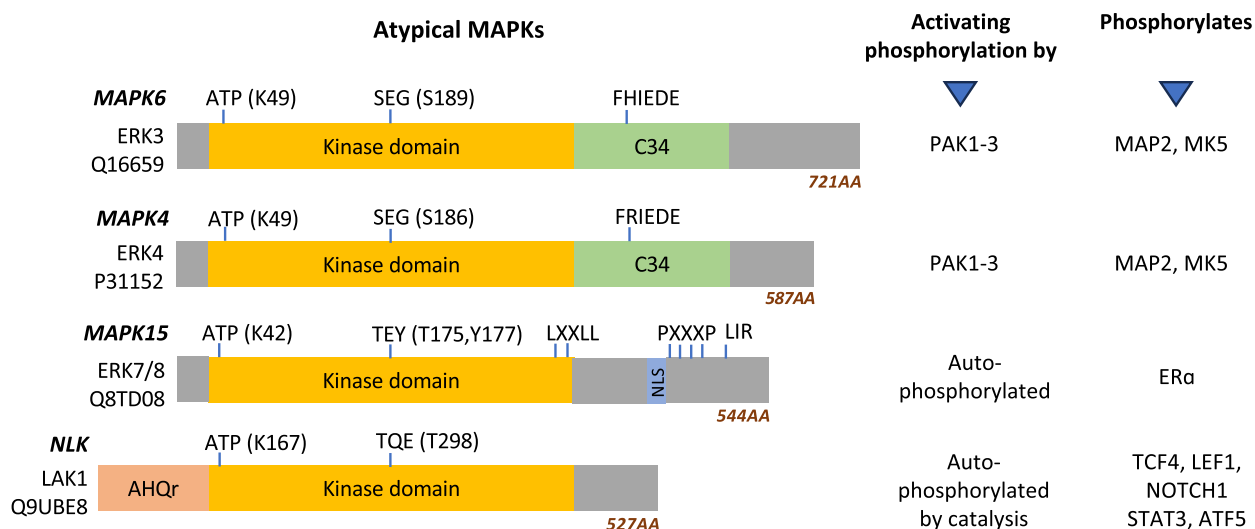 Atypical MAPKs
Activating
phosphorylation by
Phosphorylates
MAPK6
ATP (K49)
SEG (S189)
FHIEDE
ERK3
Q16659
Kinase domain
C34
721AA
PAK1-3
MAP2, MK5
MAPK4
ATP (K49)
SEG (S186)
FRIEDE
ERK4
P31152
Kinase domain
C34
587AA
PAK1-3
MAP2, MK5
MAPK15
ATP (K42)
TEY (T175,Y177)
LXXLL
PXXXP
LIR
ERK7/8
Q8TD08
Kinase domain
NLS
544AA
Auto-
phosphorylated
ERα
NLK
ATP (K167)
TQE (T298)
LAK1
Q9UBE8
AHQr
Kinase domain
527AA
Auto-
phosphorylated
by catalysis
TCF4, LEF1,
NOTCH1
STAT3, ATF5